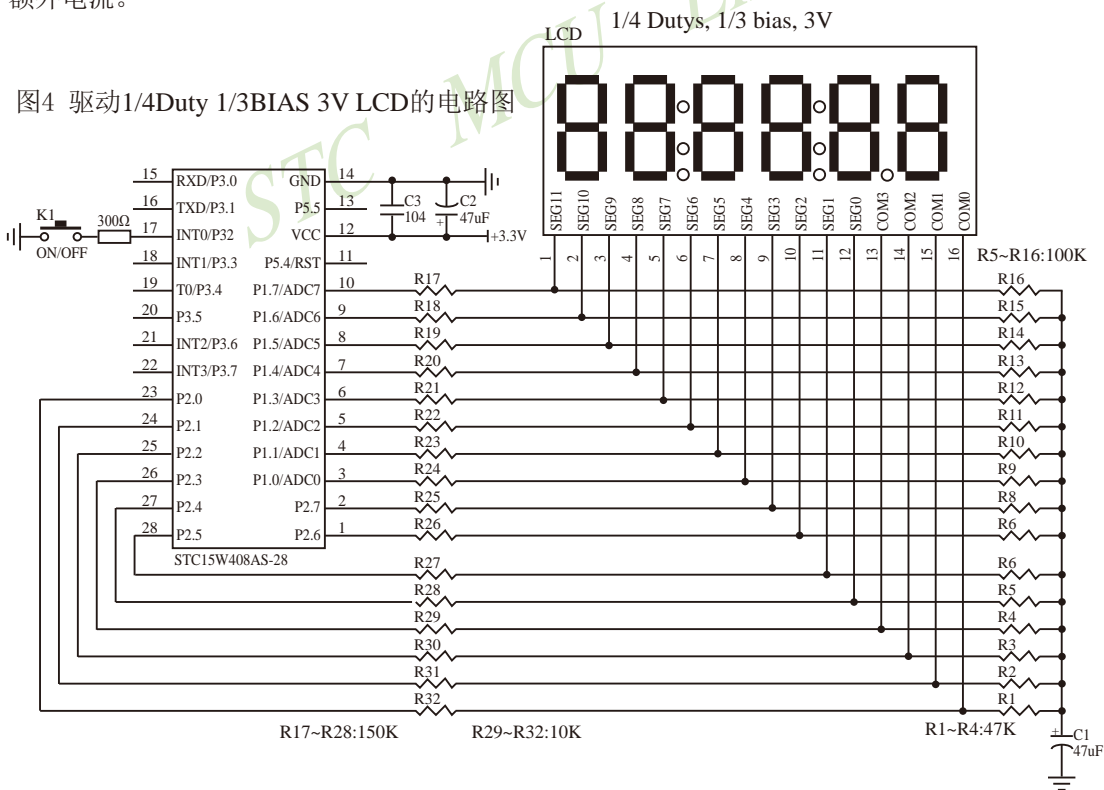 额外电流。
1/4 Dutys, 1/3 bias, 3V
LCD
图4 驱动1/4Duty 1/3BIAS 3V LCD的电路图
STC MCU
15 RXD/P3.0 GND 14
16 TXD/P3.1 P5.5 13
17 INT0/P32 VCC 12
18 INT1/P3.3 P5.4/RST 11
19 T0/P3.4 P1.7/ADC7 10
20 P3.5 P1.6/ADC6 9
21 INT2/P3.6 P1.5/ADC5 8
22 INT3/P3.7 P1.4/ADC4 7
23 P2.0 P1.3/ADC3 6
24 P2.1 P1.2/ADC2 5
25 P2.2 P1.1/ADC1 4
26 P2.3 P1.0/ADC0 3
27 P2.4 P2.7 2
28 P2.5 P2.6 1
STC15W408AS-28
K1
300Ω
ON/OFF
C3
104
C2
+
47uF
+3.3V
SEG11
SEG10
SEG9
SEG8
SEG7
SEG6
SEG5
SEG4
SEG3
SEG2
SEG1
SEG0
COM3
COM2
COM1
COM0
1 2 3 4 5 6 7 8 9 10 11 12 13 14 15 16
R5~R16:100K
R17 R16
R18 R15
R19 R14
R20 R13
R21 R12
R22 R11
R23 R10
R24 R9
R25 R8
R26 R6
R27 R6
R28 R5
R29 R4
R30 R3
R31 R2
R32 R1
R17~R28:150K R29~R32:10K R1~R4:47K
+
C1
47uF